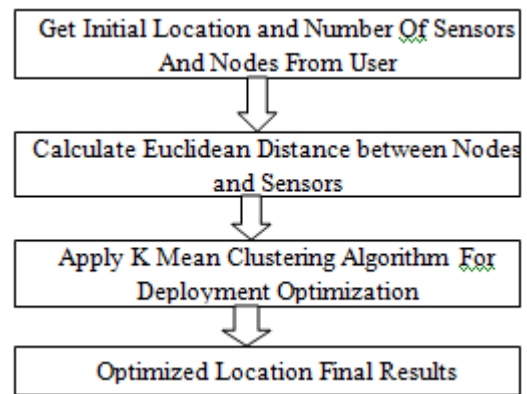 Get Initial Location and Number Of Sensors
And Nodes From User
Calculate Euclidean Distance between Nodes
and Sensors
Apply K Mean Clustering Algorithm For
Deployment Optimization
Optimized Location Final Results